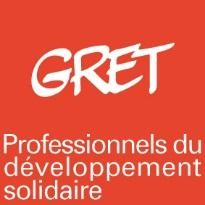 GRET
Professionnels du
développement
solidaire